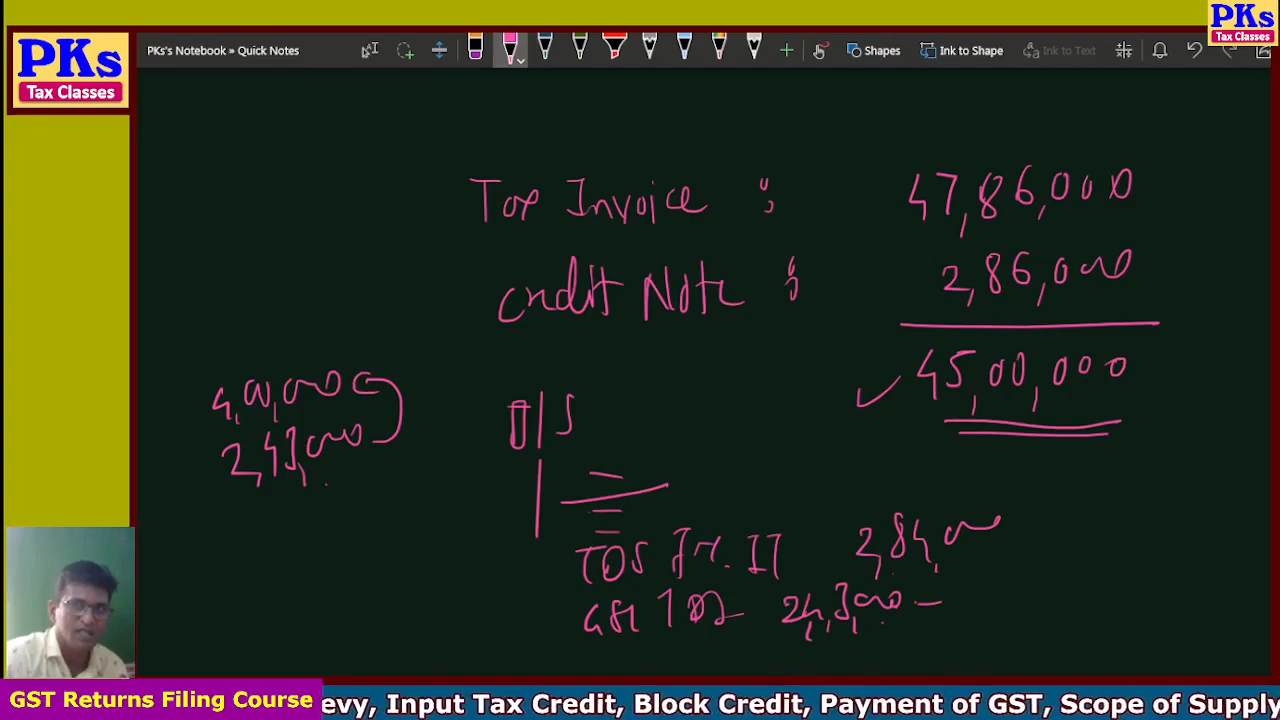 PKs
Tax Classes
PKs
Tax Classes
PKs's Notebook » Quick Notes
Shapes
Ink to Shape
Ink to Text
Tax Invoice : 47,86,000
Credit Note : 2,86,000
45,00,000
4,00,000
2,43,000
B/S
TDS II 2,84,000
GST TDS 24,3000 -
GST Returns Filing Course
evy, Input Tax Credit, Block Credit, Payment of GST, Scope of Supply